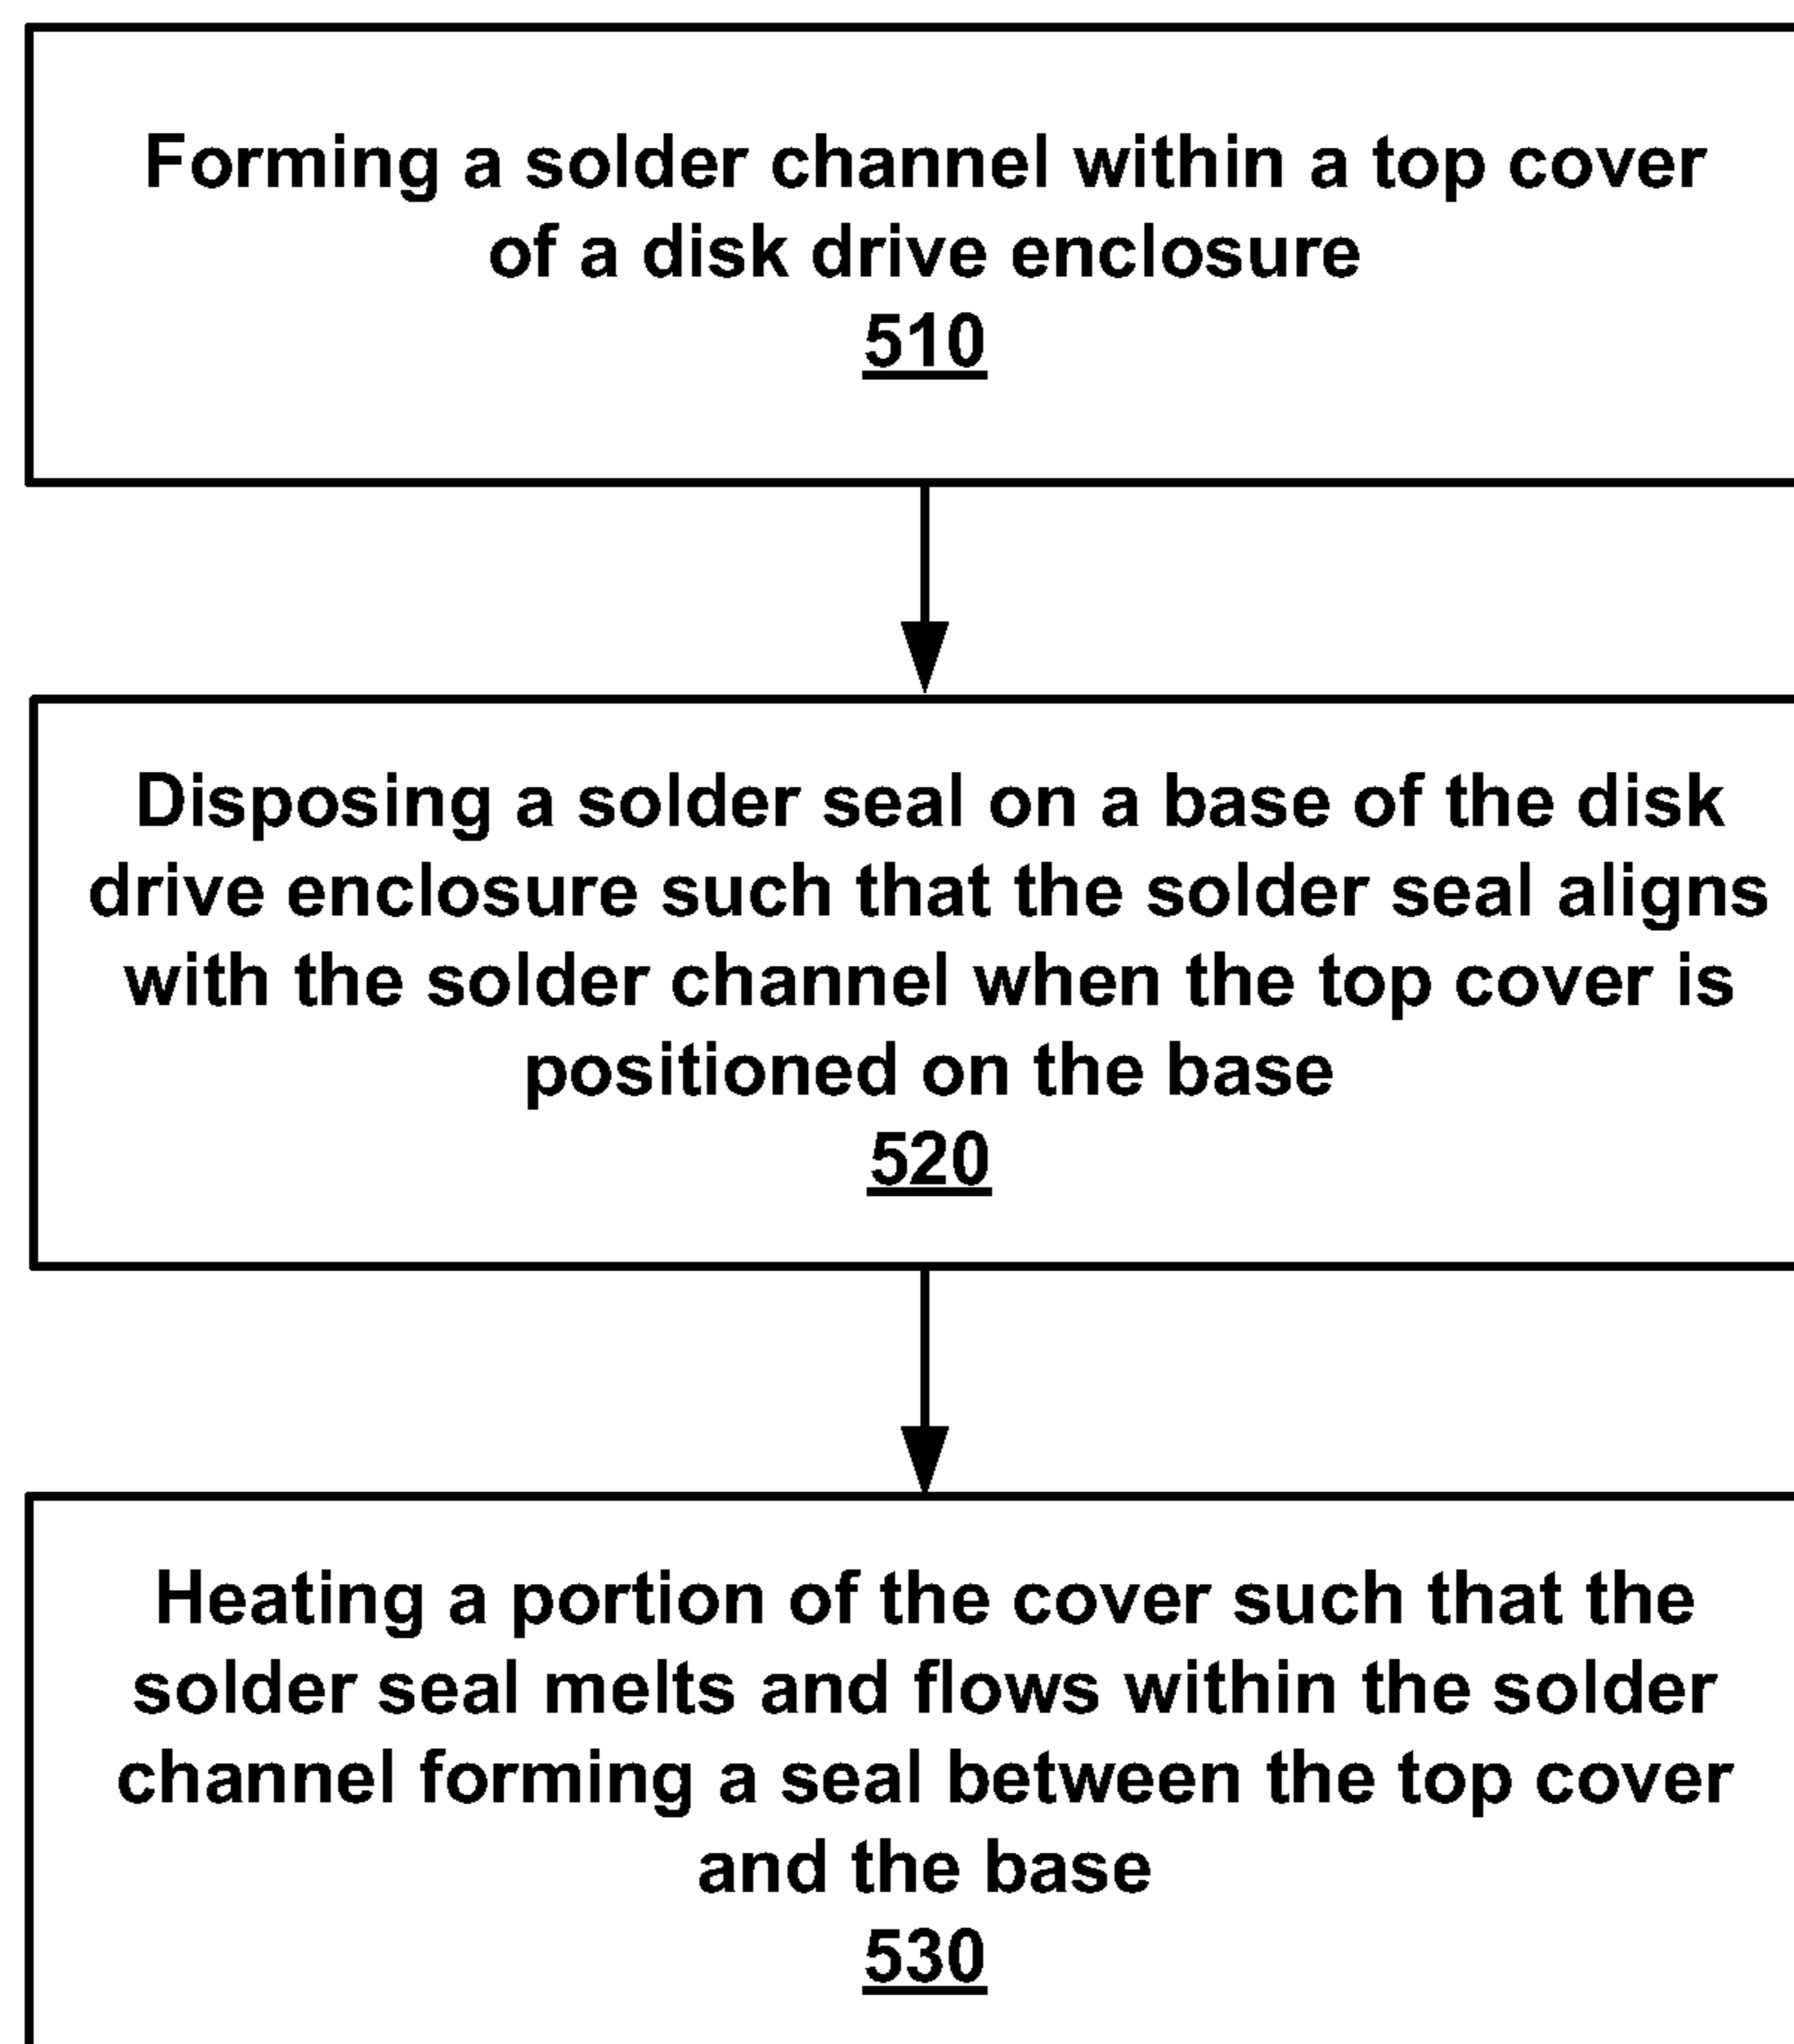 Forming a solder channel within a top cover
of a disk drive enclosure
510
Disposing a solder seal on a base of the disk
drive enclosure such that the solder seal aligns
with the solder channel when the top cover is
positioned on the base
520
Heating a portion of the cover such that the
solder seal melts and flows within the solder
channel forming a seal between the top cover
and the base
530